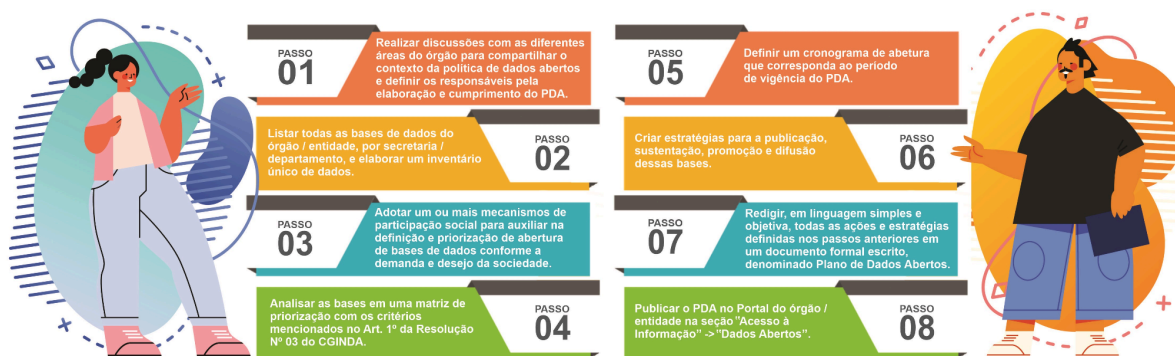 PASSO
01
Realizar discussões com as diferentes
áreas do órgão para compartilhar o
contexto da política de dados abertos
e definir os responsáveis pela
elaboração e cumprimento do PDA.
Listar todas as bases de dados do
órgão / entidade, por secretaria /
departamento, e elaborar um inventário
único de dados.
PASSO
02
PASSO
03
Adotar um ou mais mecanismos de
participação social para auxiliar na
definição e priorização de abertura
de bases de dados conforme a
demanda e desejo da sociedade.
Analisar as bases em uma matriz de
priorização com os critérios
mencionados no Art. 1º da Resolução
Nº 03 do CGINDA.
PASSO
04
PASSO
05
Definir um cronograma de abetura
que corresponda ao período
de vigência do PDA.
Criar estratégias para a publicação,
sustentação, promoção e difusão
dessas bases.
PASSO
06
PASSO
07
Redigir, em linguagem simples e
objetiva, todas as ações e estratégias
definidas nos passos anteriores em
um documento formal escrito,
denominado Plano de Dados Abertos.
Publicar o PDA no Portal do órgão /
entidade na seção "Acesso à
Informação" -> "Dados Abertos".
PASSO
08